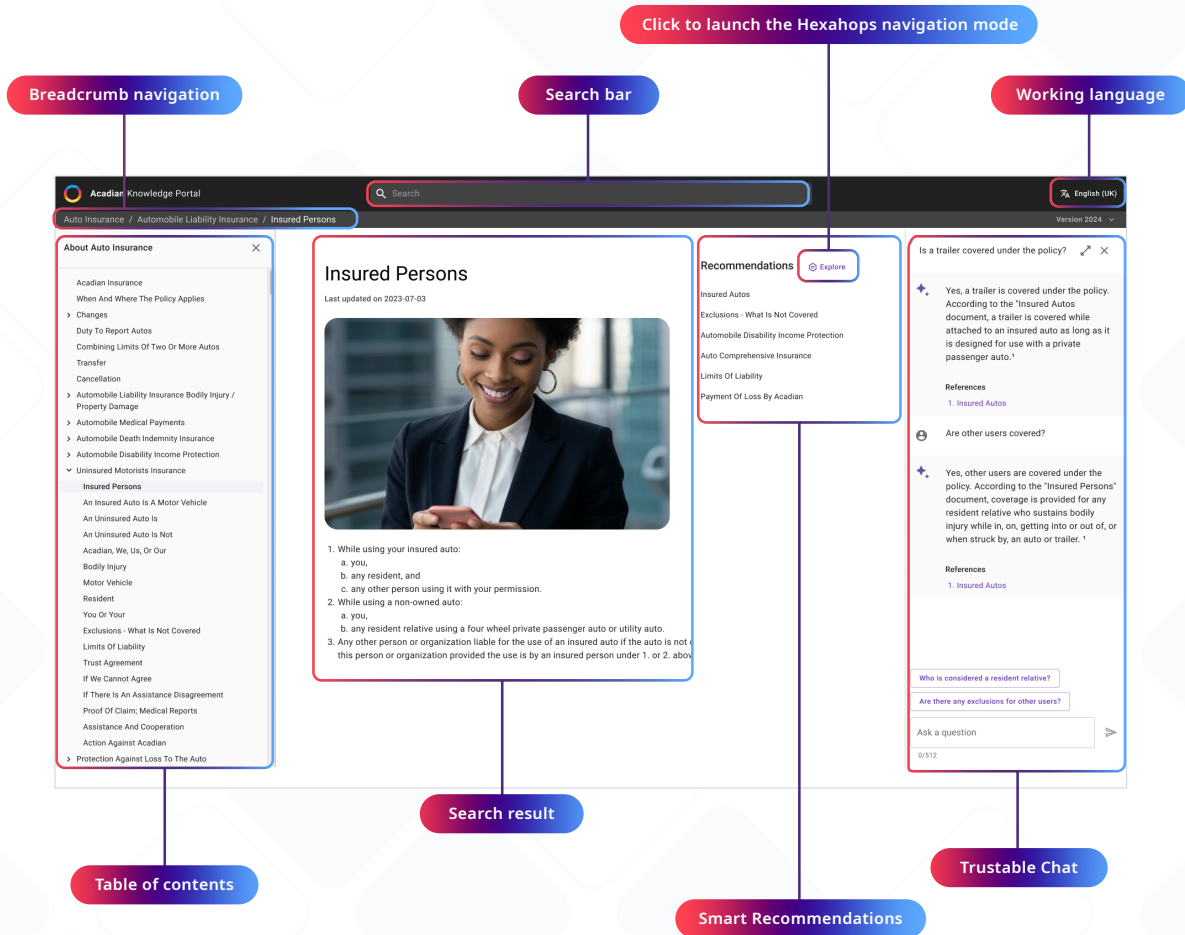 Click to launch the Hexahops navigation mode
Breadcrumb navigation
Search bar
Working language
Acadian Knowledge Portal
Search
English (UK)
Auto Insurance / Automobile Liability Insurance / Insured Persons
Version 2024
About Auto Insurance
Acadian Insurance
When And Where The Policy Applies
Changes
Duty To Report Autos
Combining Limits Of Two Or More Autos
Transfer
Cancellation
Automobile Liability Insurance Bodily Injury /
Property Damage
Automobile Medical Payments
Automobile Death Indemnity Insurance
Automobile Disability Income Protection
Uninsured Motorists Insurance
Insured Persons
An Insured Auto Is A Motor Vehicle
An Uninsured Auto Is
An Uninsured Auto Is Not
Acadian, We, Us, Or Our
Bodily Injury
Motor Vehicle
Resident
You Or Your
Exclusions - What Is Not Covered
Limits Of Liability
Trust Agreement
If We Cannot Agree
If There Is An Assistance Disagreement
Proof Of Claim; Medical Reports
Assistance And Cooperation
Action Against Acadian
Protection Against Loss To The Auto
Insured Persons
Last updated on 2023-07-03
1. While using your insured auto:
a. you,
b. any resident, and
c. any other person using it with your permission.
2. While using a non-owned auto:
a. you,
b. any resident relative using a four wheel private passenger auto or utility auto.
3. Any other person or organization liable for the use of an insured auto if the auto is not
this person or organization provided the use is by an insured person under 1. or 2.
Recommendations
Explore
Insured Autos
Exclusions - What Is Not Covered
Automobile Disability Income Protection
Auto Comprehensive Insurance
Limits Of Liability
Payment Of Loss By Acadian
Is a trailer covered under the policy?
Yes, a trailer is covered under the policy.
According to the "Insured Autos
document, a trailer is covered while
attached to an insured auto as long as it
is designed for use with a private
passenger auto.¹
References
1. Insured Autos
Are other users covered?
Yes, other users are covered under the
policy. According to the "Insured Persons"
document, coverage is provided for any
resident relative who sustains bodily
injury while in, on, getting into or out of, or
when struck by, an auto or trailer. ¹
References
1. Insured Autos
Who is considered a resident relative?
Are there any exclusions for other users?
Ask a question
0/512
Search result
Table of contents
Trustable Chat
Smart Recommendations